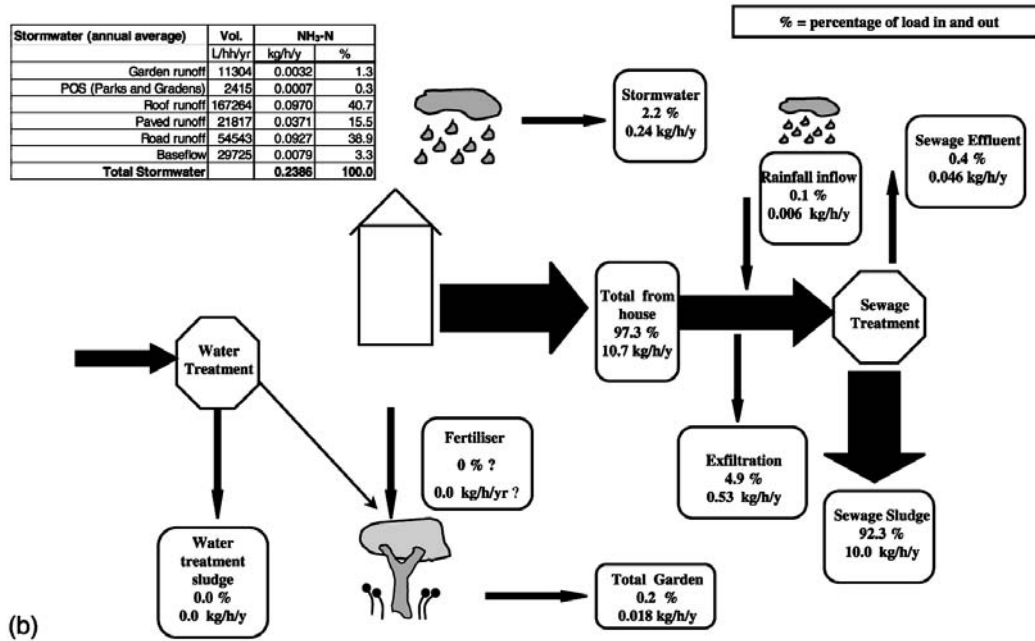 % = percentage of load in and out
Stormwater (annual average) Vol. NH₃-N
L/hh/yr kg/h/y %
Garden runoff 11304 0.0032 1.3
POS (Parks and Gradens) 2415 0.0007 0.3
Roof runoff 167264 0.0970 40.7
Paved runoff 21817 0.0371 15.5
Road runoff 54543 0.0927 38.9
Baseflow 29725 0.0079 3.3
Total Stormwater 0.2386 100.0
Stormwater
2.2 %
0.24 kg/h/y
Rainfall inflow
0.1 %
0.006 kg/h/y
Sewage Effluent
0.4 %
0.046 kg/h/y
Total from
house
97.3 %
10.7 kg/h/y
Sewage
Treatment
Water
Treatment
Fertiliser
0 % ?
0.0 kg/h/yr ?
Exfiltration
4.9 %
0.53 kg/h/y
Sewage Sludge
92.3 %
10.0 kg/h/y
Water
treatment
sludge
0.0 %
0.0 kg/h/y
Total Garden
0.2 %
0.018 kg/h/y
(b)